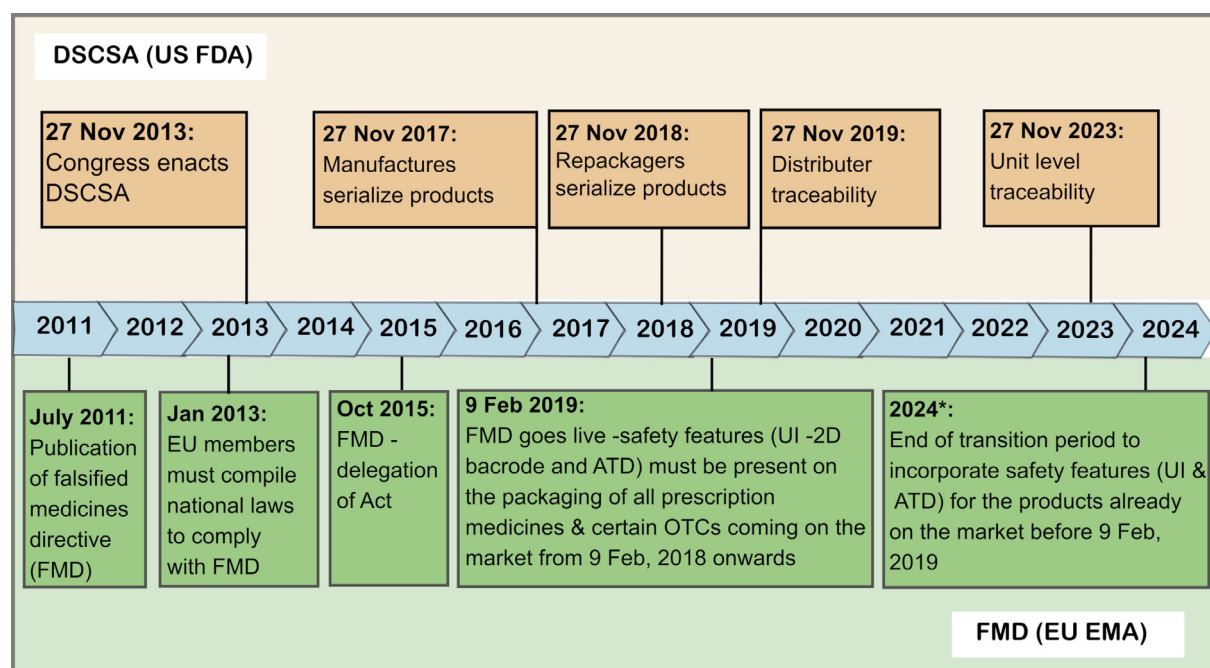 DSCSA (US FDA)
27 Nov 2013:
Congress enacts
DSCSA
27 Nov 2017:
Manufactures
serialize products
27 Nov 2018:
Repackagers
serialize products
27 Nov 2019:
Distributer
traceability
27 Nov 2023:
Unit level
traceability
2011 2012 2013 2014 2015 2016 2017 2018 2019 2020 2021 2022 2023 2024
July 2011:
Publication
of falsified
medicines
directive
(FMD)
Jan 2013:
EU members
must compile
national laws
to comply
with FMD
Oct 2015:
FMD -
delegation
of Act
9 Feb 2019:
FMD goes live -safety features (UI -2D
bacrode and ATD) must be present on
the packaging of all prescription
medicines & certain OTCs coming on the
market from 9 Feb, 2018 onwards
2024*:
End of transition period to
incorporate safety features (UI &
ATD) for the products already
on the market before 9 Feb,
2019
FMD (EU EMA)